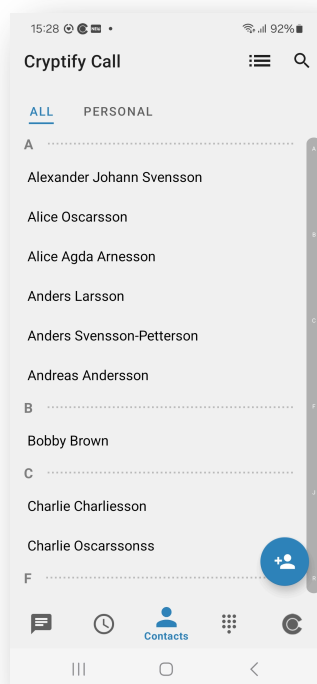 15:28 92%
Cryptify Call
ALL PERSONAL
A
Alexander Johann Svensson
Alice Oscarsson
Alice Agda Arnesson
Anders Larsson
Anders Svensson-Petterson
Andreas Andersson
B
Bobby Brown
C
Charlie Charliesson
Charlie Oscarssonss
F
Contacts
A
B
C
F
J